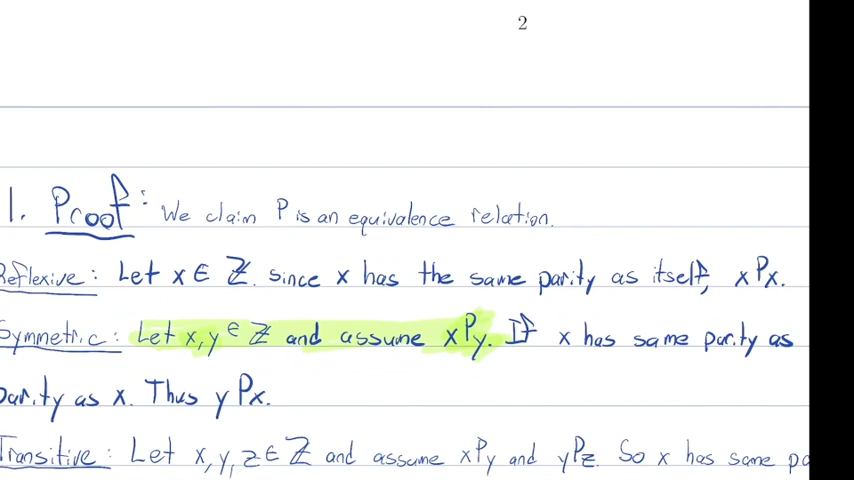 2
1. Proof: We claim P is an equivalence relation.
Reflexive: Let x ∈ ℤ. since x has the same parity as itself, xPx.
Symmetric: Let x, y ∈ ℤ and assume xPy. If x has same parity as
parity as x. Thus yPx.
Transitive: Let x, y, z ∈ ℤ and assume xPy and yPz. So x has same pa